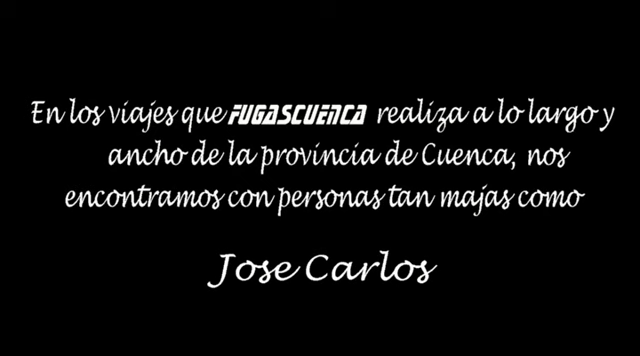 En los viajes que FUGASCUENCA realiza a lo largo y
ancho de la provincia de Cuenca, nos
encontramos con personas tan majas como
Jose Carlos